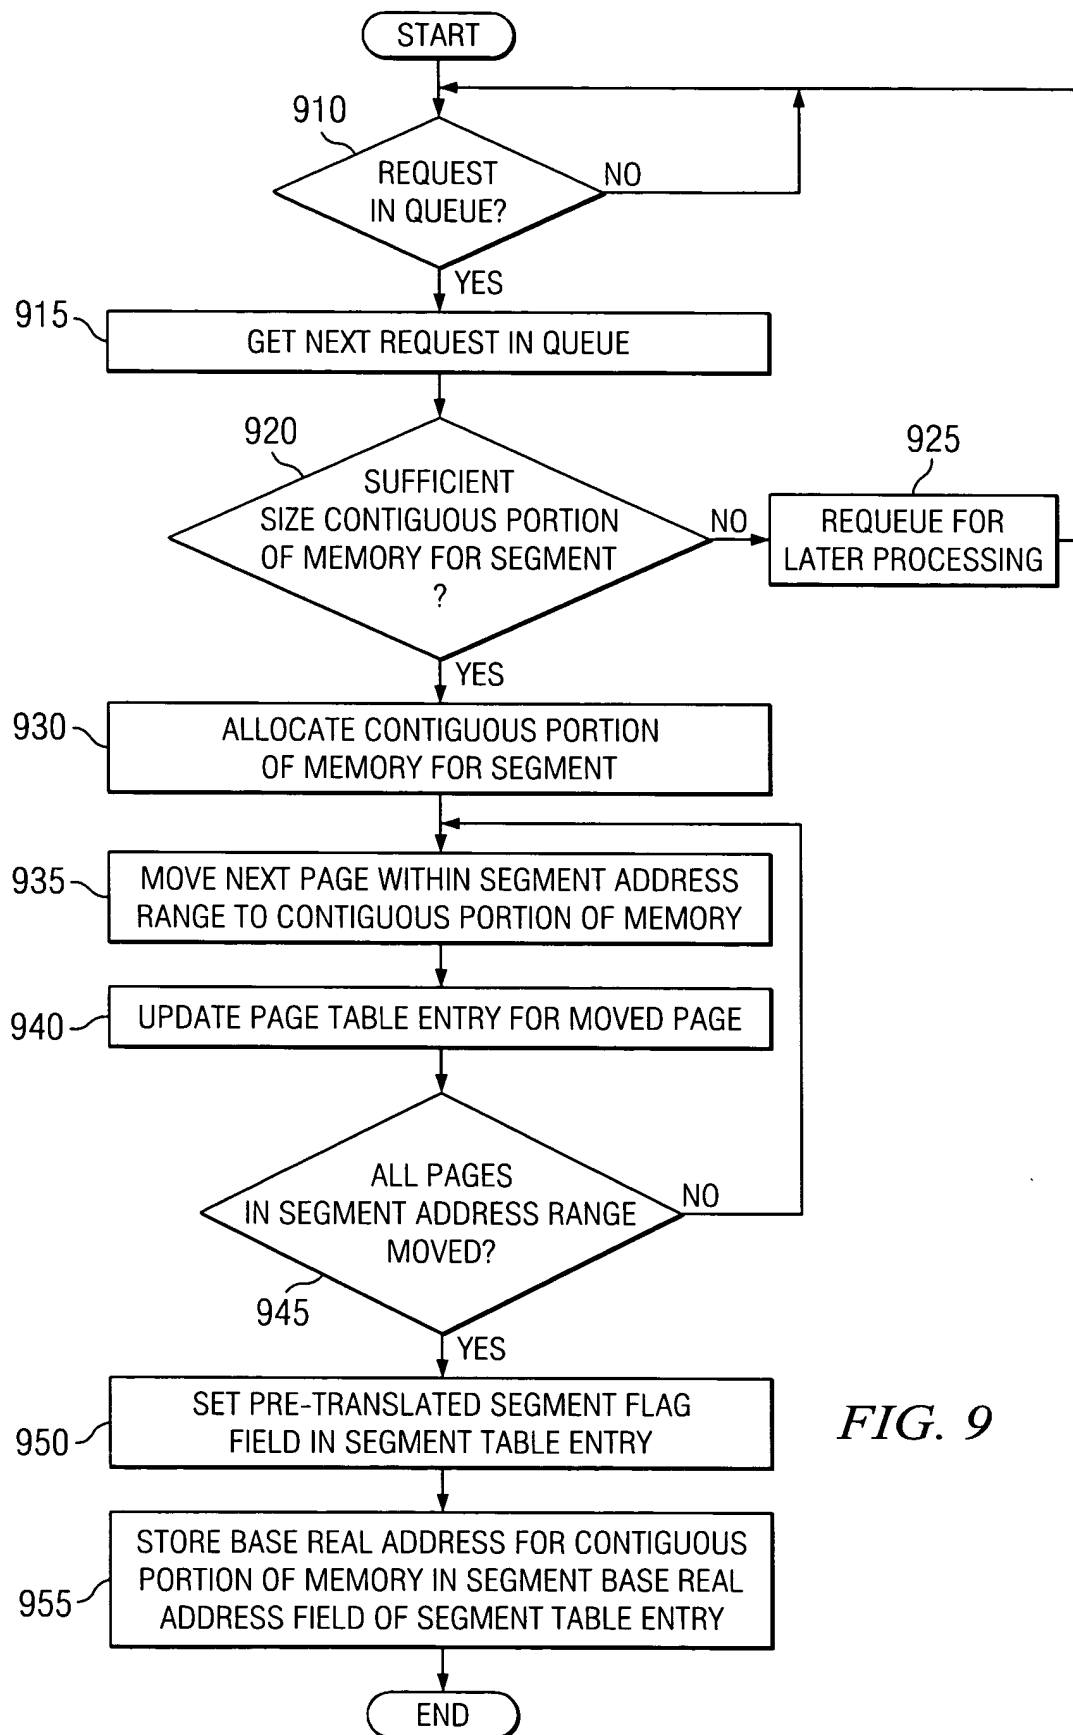 START
910
REQUEST
IN QUEUE?
NO
YES
915
GET NEXT REQUEST IN QUEUE
920
SUFFICIENT
SIZE CONTIGUOUS PORTION
OF MEMORY FOR SEGMENT
?
NO
925
REQUEUE FOR
LATER PROCESSING
YES
930
ALLOCATE CONTIGUOUS PORTION
OF MEMORY FOR SEGMENT
935
MOVE NEXT PAGE WITHIN SEGMENT ADDRESS
RANGE TO CONTIGUOUS PORTION OF MEMORY
940
UPDATE PAGE TABLE ENTRY FOR MOVED PAGE
ALL PAGES
IN SEGMENT ADDRESS RANGE
MOVED?
NO
945
YES
950
SET PRE-TRANSLATED SEGMENT FLAG
FIELD IN SEGMENT TABLE ENTRY
FIG. 9
955
STORE BASE REAL ADDRESS FOR CONTIGUOUS
PORTION OF MEMORY IN SEGMENT BASE REAL
ADDRESS FIELD OF SEGMENT TABLE ENTRY
END